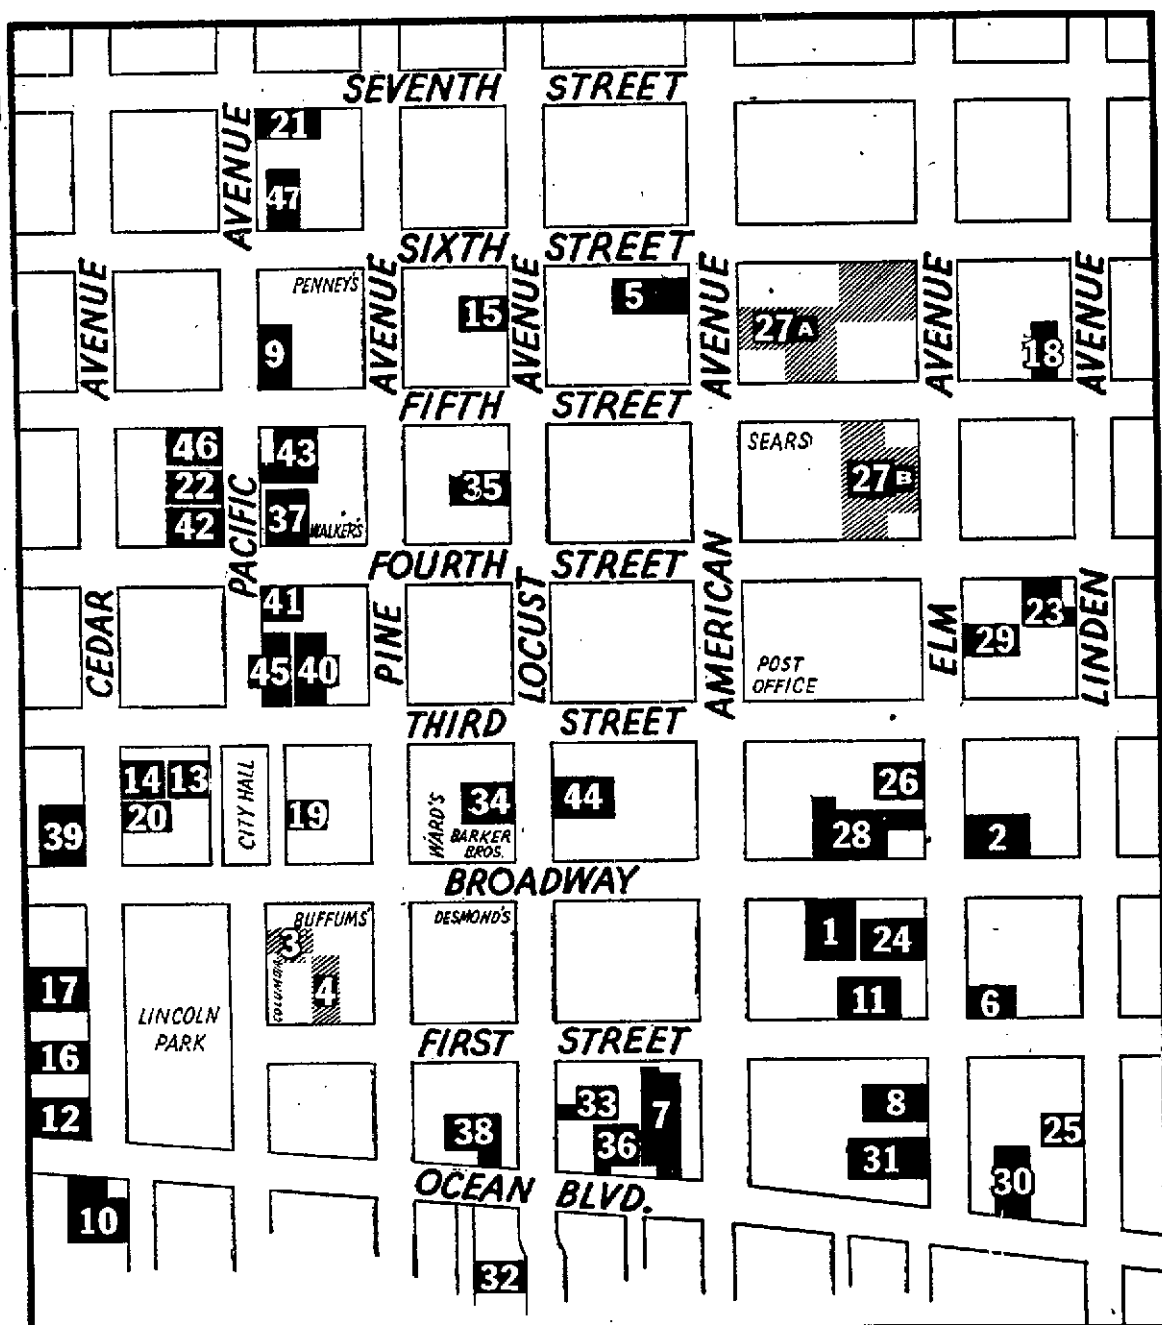 SEVENTH STREET
AVENUE
21
47
SIXTH STREET
AVENUE
PENNEY'S
AVENUE
15
AVENUE
5
AVENUE
27A
AVENUE
18
AVENUE
9
FIFTH STREET
46
43
SEARS
22
PACIFIC
35
27B
42
37
WALKER'S
FOURTH STREET
AMERICAN
CEDAR
41
PINE
LOCUST
ELM
23
LINDEN
29
45
40
POST
OFFICE
THIRD STREET
14
13
CITY HALL
WARD'S
34
44
26
39
20
19
BARKER
BROS.
28
2
BROADWAY
BUFFUMS'
DESMOND'S
3
1
24
COLUMBIA
4
17
11
6
LINCOLN
PARK
FIRST STREET
16
12
38
33
7
8
36
25
31
30
OCEAN BLVD.
10
32